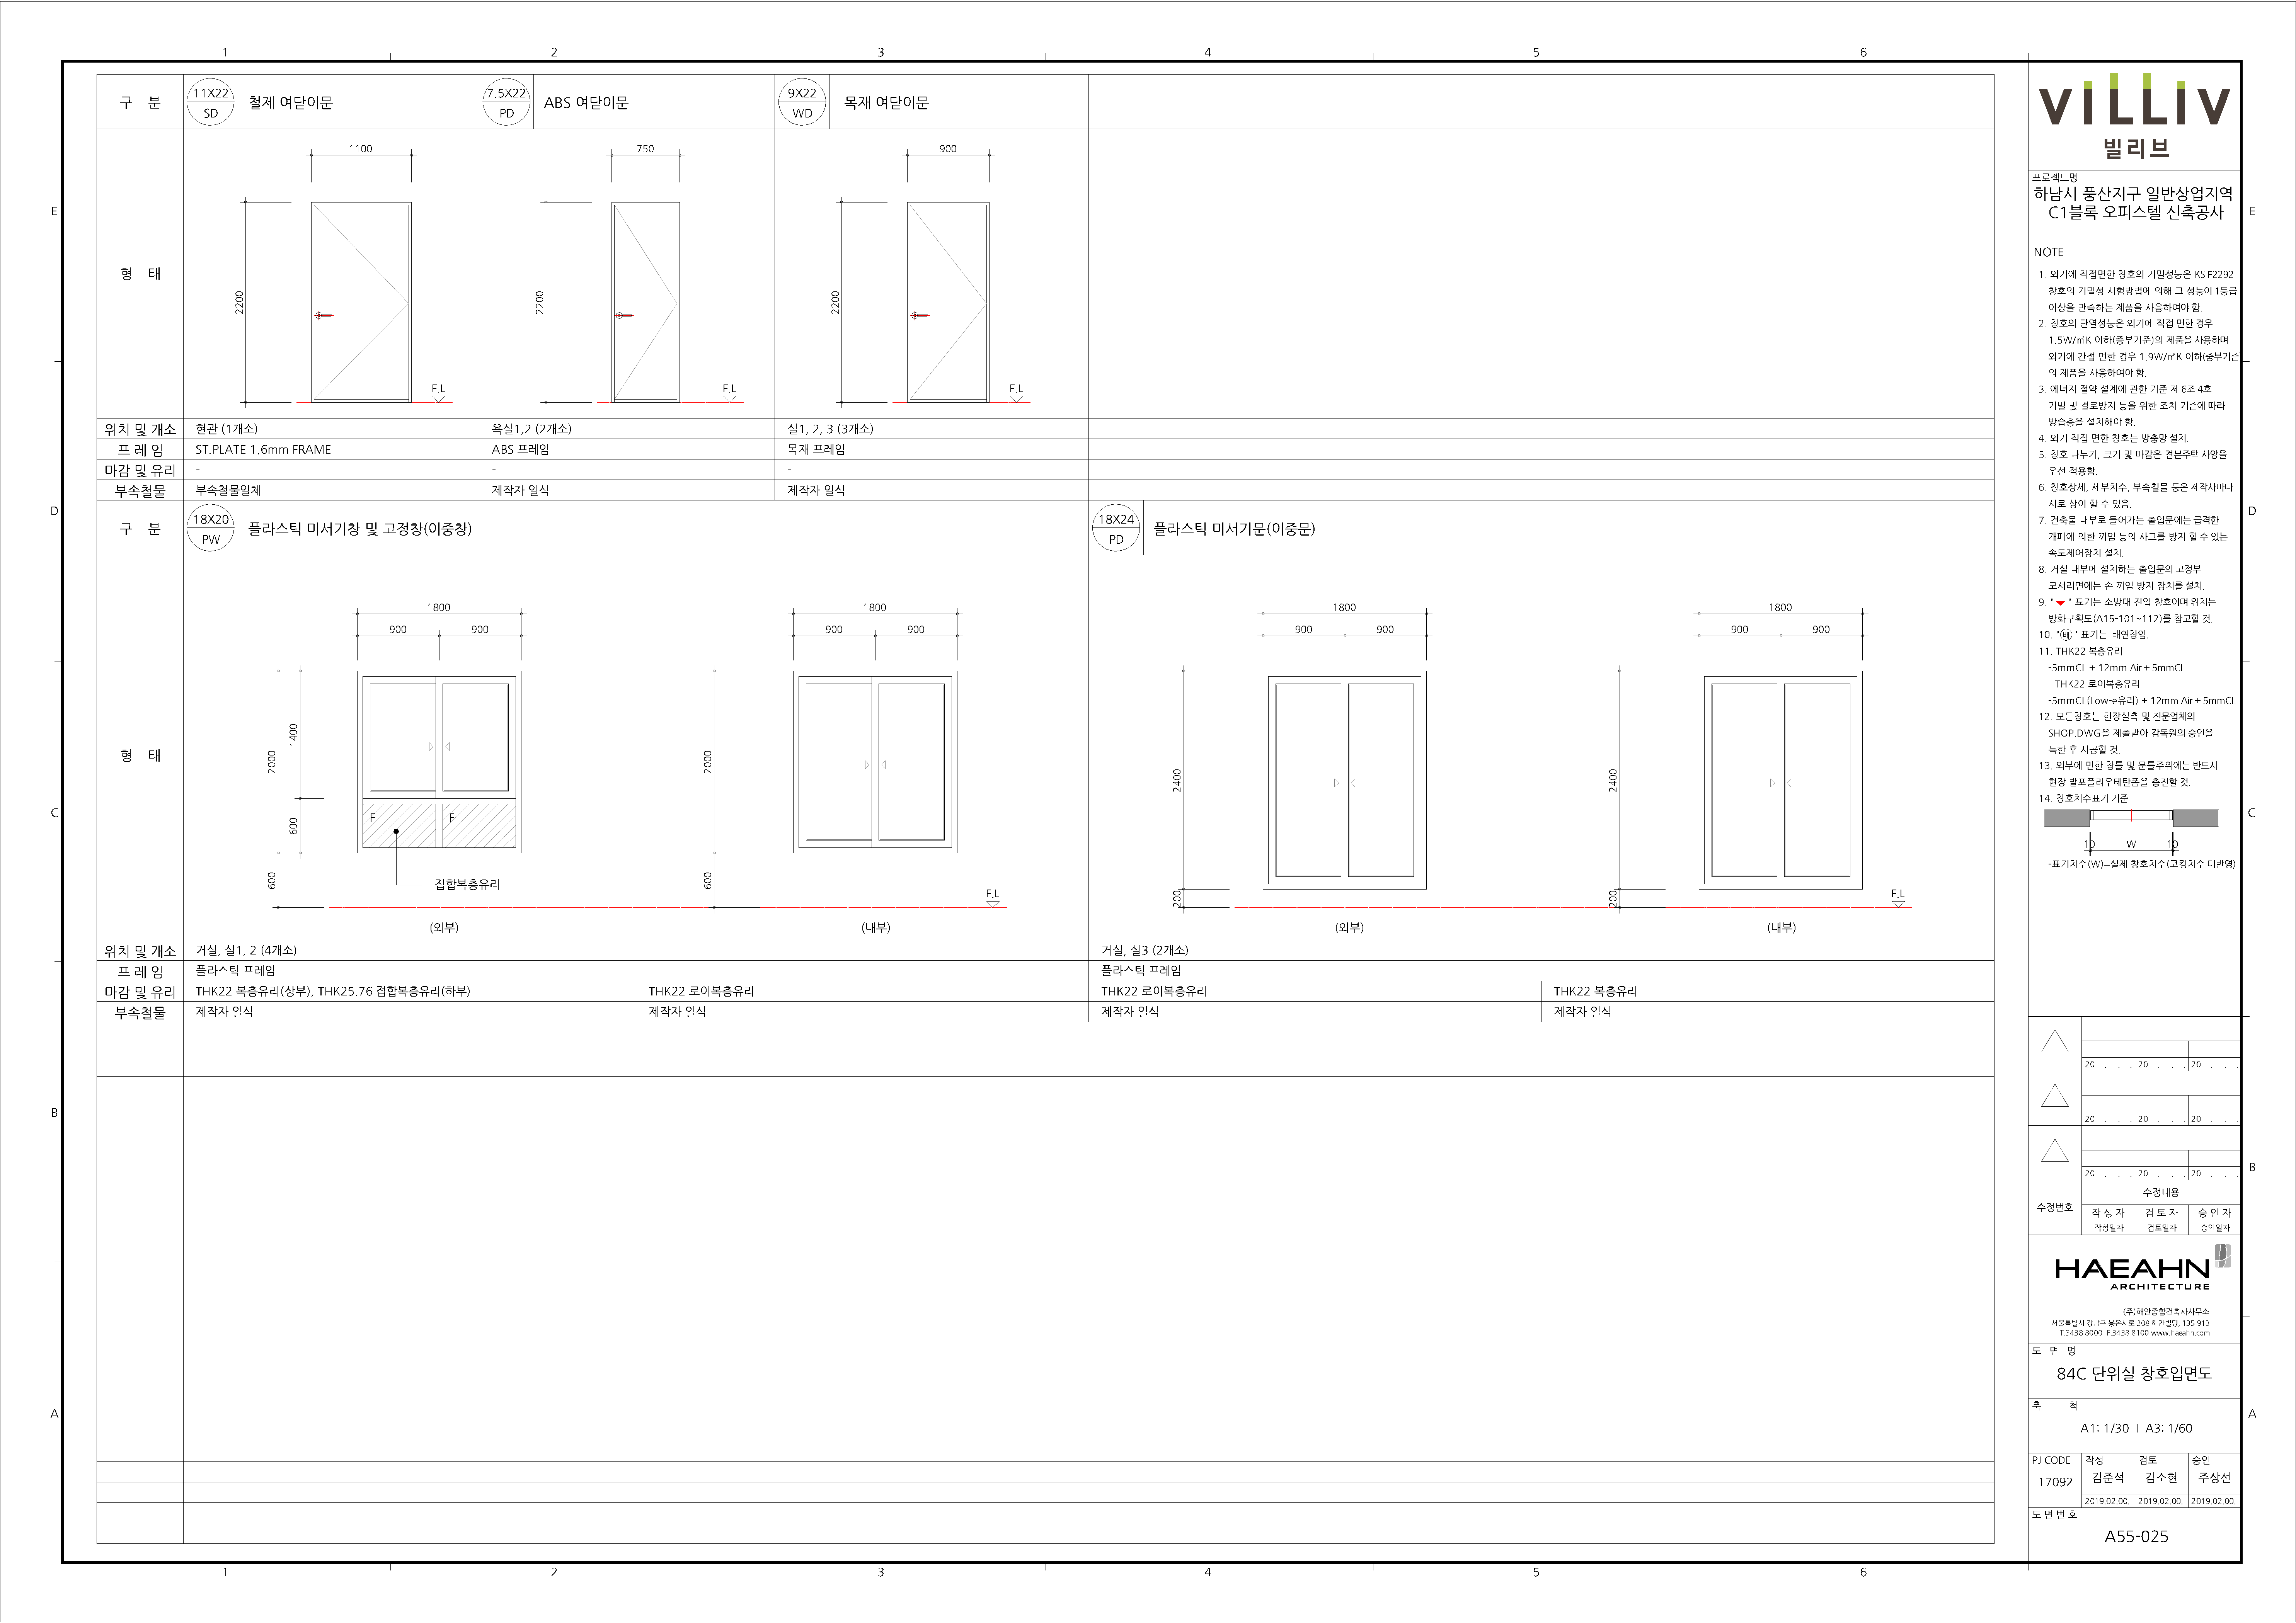 1 2 3 4 5 6
구 분
11X22
SD
철제 여닫이문
7.5X22
PD
ABS 여닫이문
9X22
WD
목재 여닫이문
형 태
1100
2200
F.L
750
2200
F.L
900
2200
F.L
위치 및 개소 현관 (1개소) 욕실1,2 (2개소) 실1, 2, 3 (3개소)
프 레 임 ST.PLATE 1.6mm FRAME ABS 프레임 목재 프레임
마감 및 유리 - - -
부속철물 부속철물일체 제작자 일식 제작자 일식
구 분
18X20
PW
플라스틱 미서기창 및 고정창(이중창)
18X24
PD
플라스틱 미서기문(이중문)
형 태
1800
900 900
2000
1400
600
600
F F
접합복층유리
(외부)
1800
900 900
2000
600
F.L
(내부)
1800
900 900
2400
200
(외부)
1800
900 900
2400
200
F.L
(내부)
위치 및 개소 거실, 실1, 2 (4개소) 거실, 실3 (2개소)
프 레 임 플라스틱 프레임 플라스틱 프레임
마감 및 유리 THK22 복층유리(상부), THK25.76 접합복층유리(하부) THK22 로이복층유리 THK22 로이복층유리 THK22 복층유리
부속철물 제작자 일식 제작자 일식 제작자 일식 제작자 일식
E
D
C
B
A
E
D
C
B
A
1 2 3 4 5 6
VILLIV
빌리브
프로젝트명
하남시 풍산지구 일반상업지역
C1블록 오피스텔 신축공사
NOTE
1. 외기에 직접면한 창호의 기밀성능은 KS F2292
창호의 기밀성 시험방법에 의해 그 성능이 1등급
이상을 만족하는 제품을 사용하여야 함.
2. 창호의 단열성능은 외기에 직접 면한 경우
1.5W/㎡K 이하(중부기준)의 제품을 사용하며
외기에 간접 면한 경우 1.9W/㎡K 이하(중부기준
의 제품을 사용하여야 함.
3. 에너지 절약 설계에 관한 기준 제 6조 4호
기밀 및 결로방지 등을 위한 조치 기준에 따라
방습층을 설치해야 함.
4. 외기 직접 면한 창호는 방충망 설치.
5. 창호 나누기, 크기 및 마감은 견본주택 사양을
우선 적용함.
6. 창호상세, 세부치수, 부속철물 등은 제작사마다
서로 상이 할 수 있음.
7. 건축물 내부로 들어가는 출입문에는 급격한
개폐에 의한 끼임 등의 사고를 방지 할 수 있는
속도제어장치 설치.
8. 거실 내부에 설치하는 출입문의 고정부
모서리면에는 손 끼임 방지 장치를 설치.
9. "▼" 표기는 소방대 진입 창호이며 위치는
방화구획도(A15-101~112)를 참고할 것.
10. "배" 표기는 배연창임.
11. THK22 복층유리
-5mmCL + 12mm Air + 5mmCL
THK22 로이복층유리
-5mmCL(Low-e유리) + 12mm Air + 5mmCL
12. 모든창호는 현장실측 및 전문업체의
SHOP.DWG을 제출받아 감독원의 승인을
득한 후 시공할 것.
13. 외부에 면한 창틀 및 문틀주위에는 반드시
현장 발포폴리우테탄폼을 충진할 것.
14. 창호치수표기 기준
10 W 10
-표기치수(W)=실제 창호치수(코킹치수 미반영)
20 . . . 20 . . . 20 . . .
20 . . . 20 . . . 20 . . .
20 . . . 20 . . . 20 . . .
수정번호
수정내용
작 성 자 검 토 자 승 인 자
작성일자 검토일자 승인일자
HAEAHN
ARCHITECTURE
(주)해안종합건축사사무소
서울특별시 강남구 봉은사로 208 해안빌딩, 135-913
T.3438 8000 F.3438 8100 www.haeahn.com
도 면 명
84C 단위실 창호입면도
축 척
A1: 1/30 I A3: 1/60
PJ CODE 작성 검토 승인
17092 김준석 김소현 주상선
2019.02.00. 2019.02.00. 2019.02.00.
도 면 번 호
A55-025